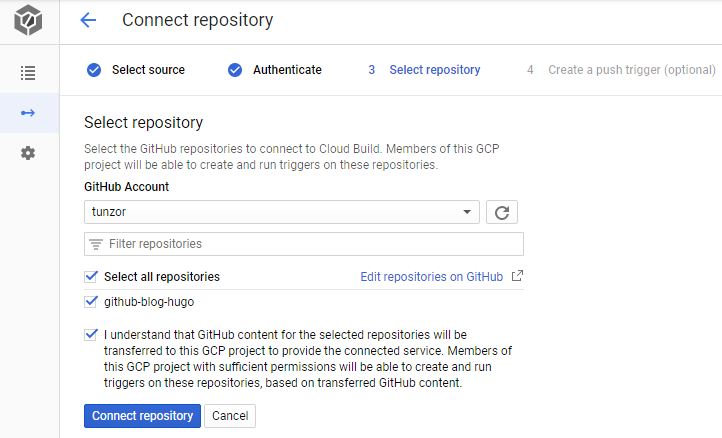 Connect repository
Select source
Authenticate
3 Select repository
4 Create a push trigger (optional)
Select repository
Select the GitHub repositories to connect to Cloud Build. Members of this GCP
project will be able to create and run triggers on these repositories.
GitHub Account
tunzor
Filter repositories
Select all repositories
Edit repositories on GitHub
github-blog-hugo
I understand that GitHub content for the selected repositories will be
transferred to this GCP project to provide the connected service. Members of
this GCP project with sufficient permissions will be able to create and run
triggers on these repositories, based on transferred GitHub content.
Connect repository
Cancel